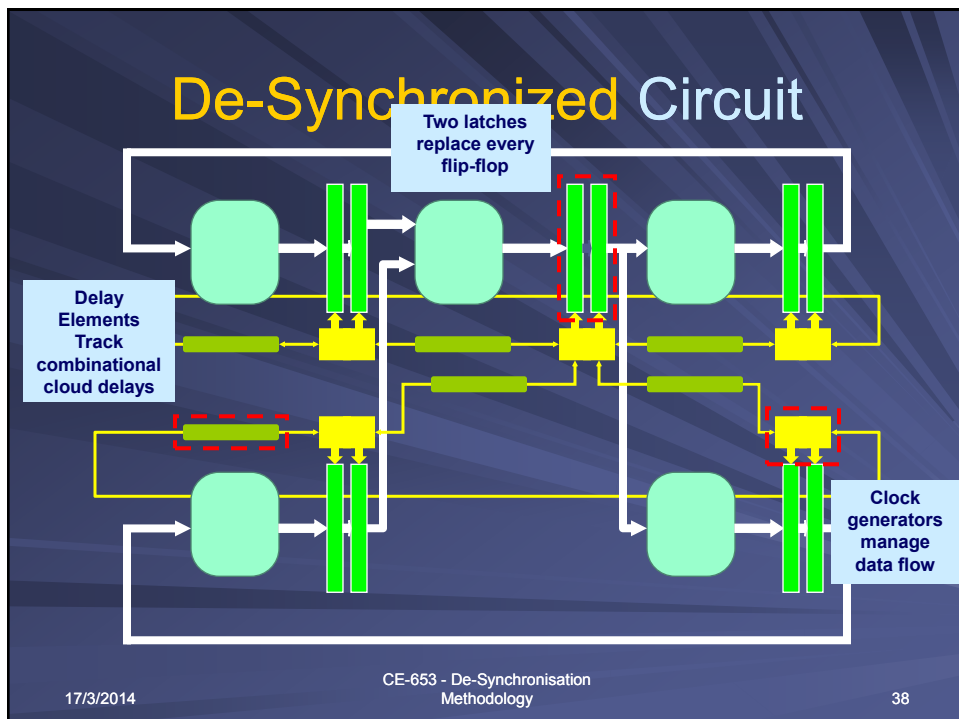 De-Synchronized Circuit
Two latches
replace every
flip-flop
Delay
Elements
Track
combinational
cloud delays
Clock
generators
manage
data flow
17/3/2014
CE-653 - De-Synchronisation
Methodology
38